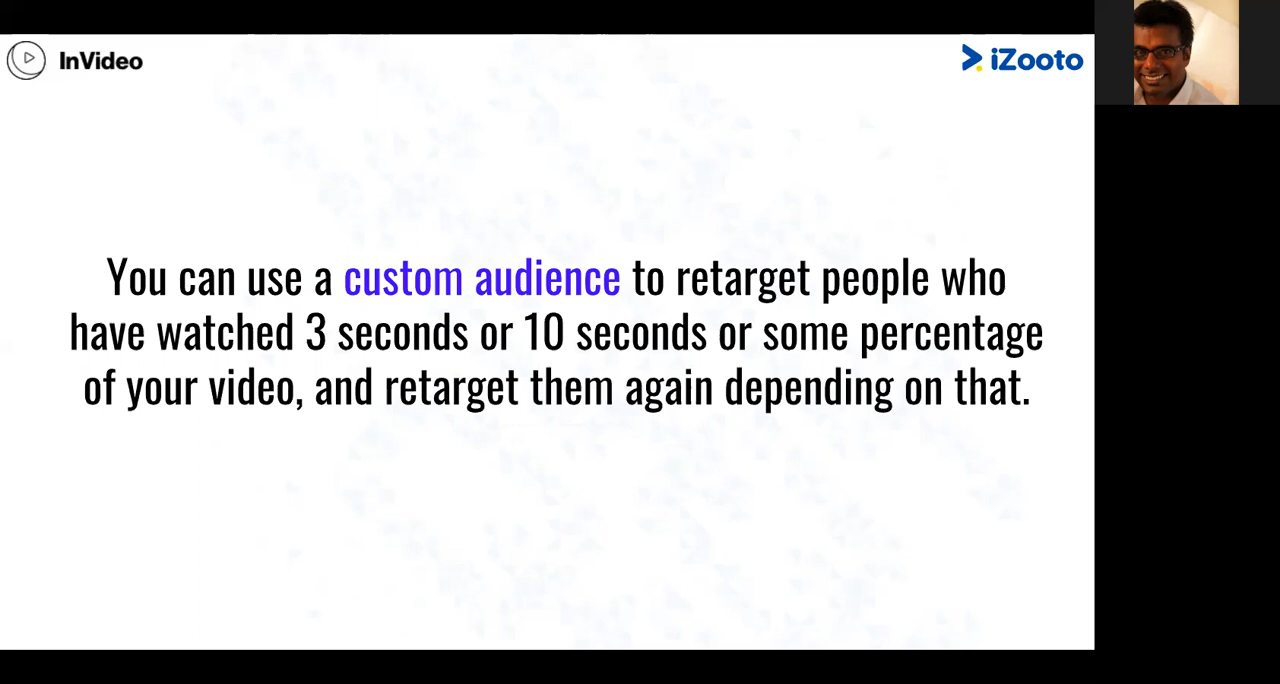 InVideo
iZooto
You can use a custom audience to retarget people who
have watched 3 seconds or 10 seconds or some percentage
of your video, and retarget them again depending on that.